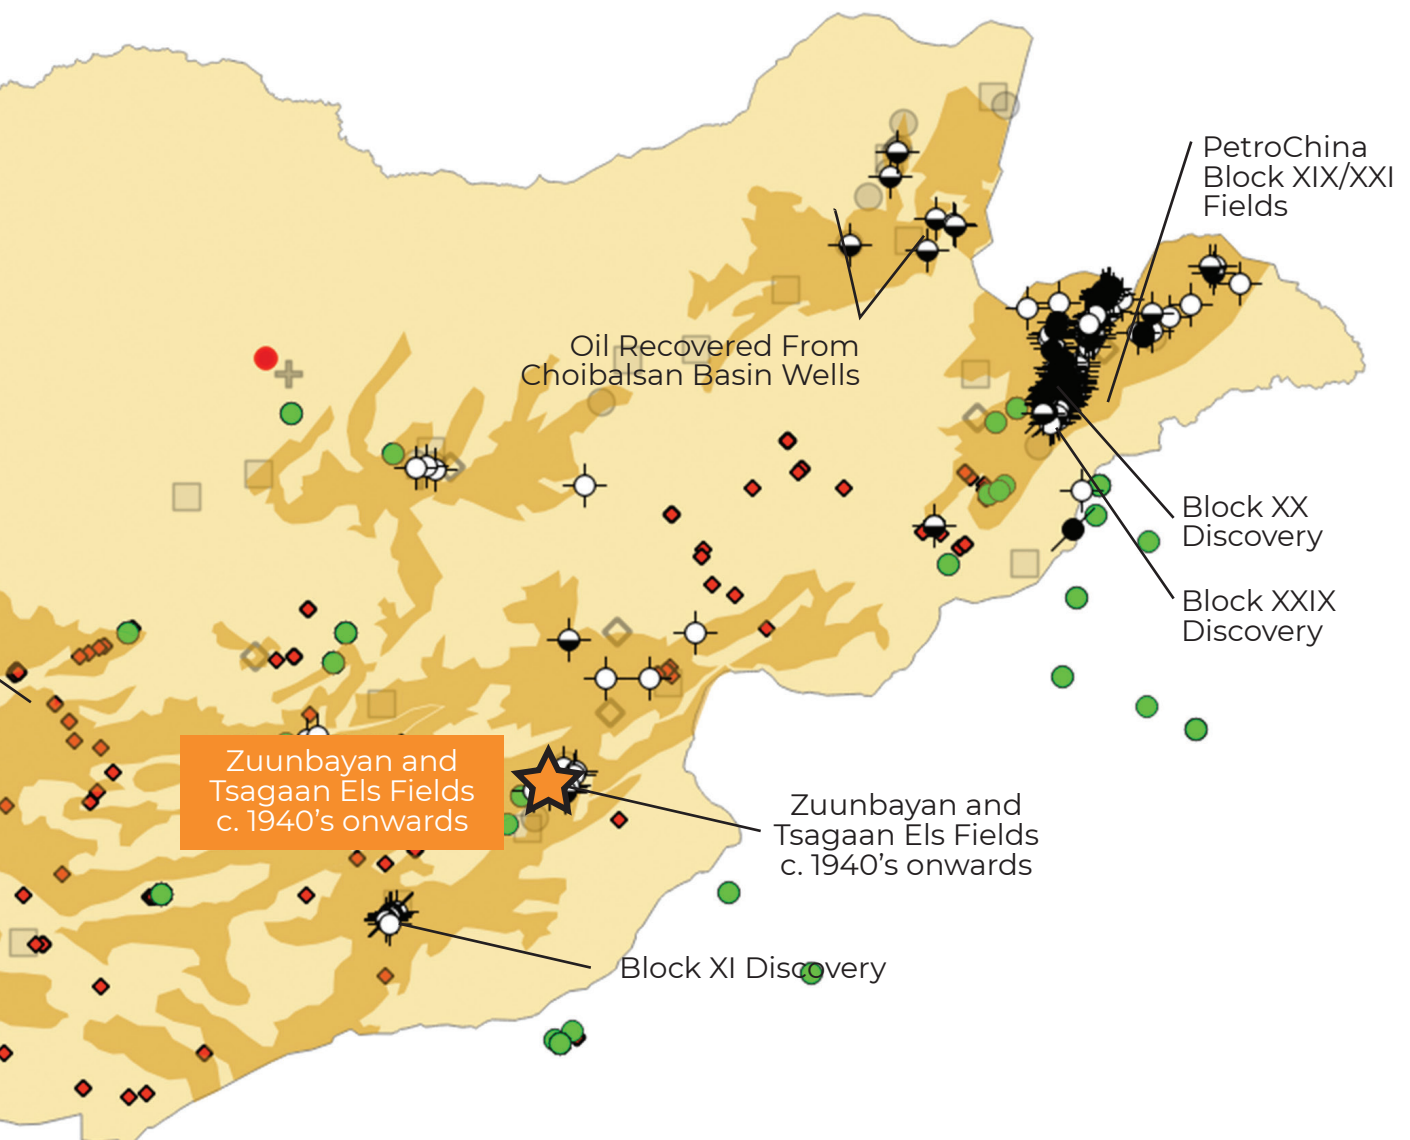 PetroChina
Block XIX/XXI
Fields
Oil Recovered From
Choibalsan Basin Wells
Block XX
Discovery
Block XXIX
Discovery
Zuunbayan and
Tsagaan Els Fields
c. 1940’s onwards
Zuunbayan and
Tsagaan Els Fields
c. 1940’s onwards
Block XI Discovery